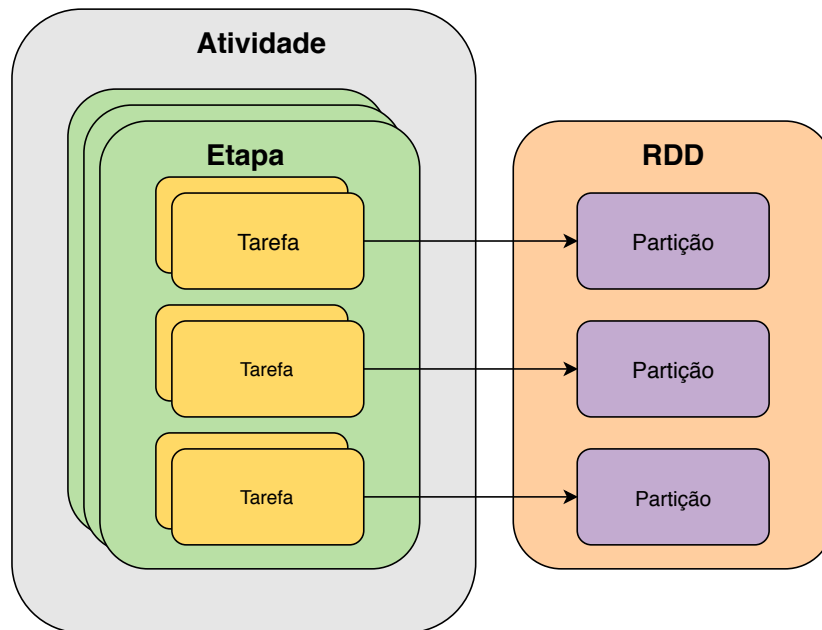 Atividade
Etapa
RDD
Tarefa
Partição
Tarefa
Partição
Tarefa
Partição